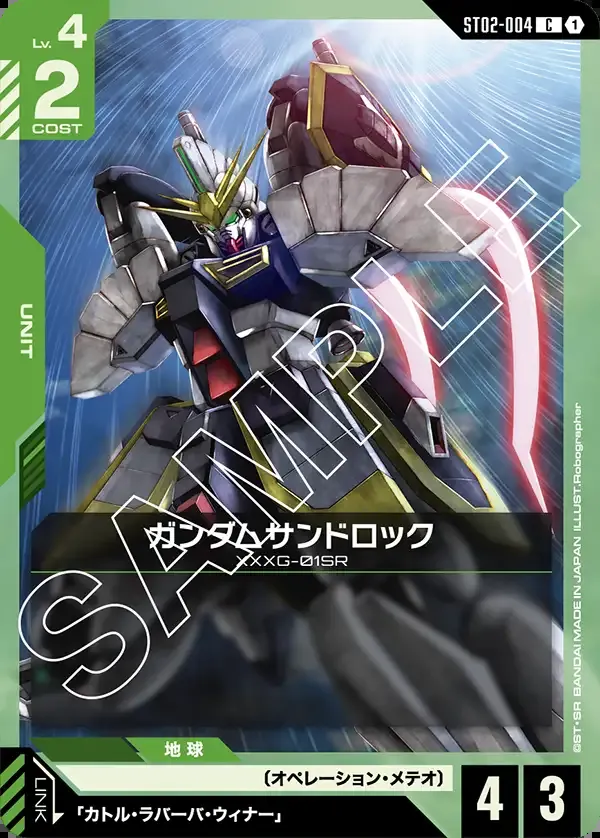 Lv. 4
2
COST
ST02-004 C 1
UNIT
SAMPLE
ガンダムサンドロック
XXXG-01SR
地球
〔オペレーション・メテオ〕
LINK
「カトル・ラバーバ・ウィナー」
4 3
©ST・SR BANDAI MADE IN JAPAN ILLUST.Robographer